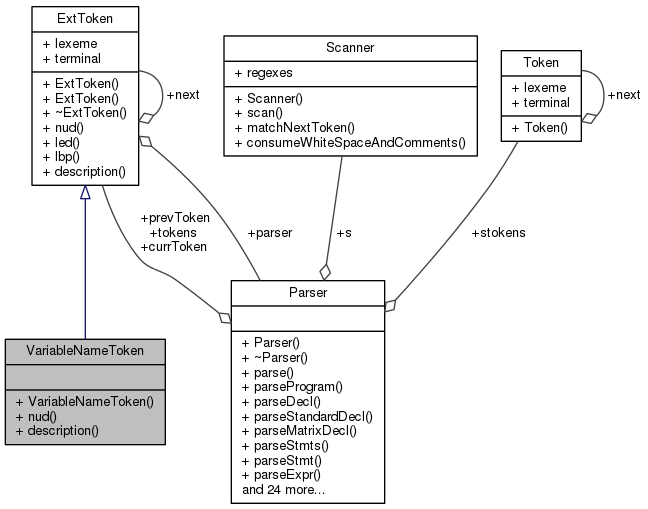 ExtToken
+ lexeme
+ terminal
+ ExtToken()
+ ExtToken()
+ ~ExtToken()
+ nud()
+ led()
+ lbp()
+ description()
+next
Scanner
+ regexes
+ Scanner()
+ scan()
+ matchNextToken()
+ consumeWhiteSpaceAndComments()
Token
+ lexeme
+ terminal
+ Token()
+next
+prevToken
+tokens
+currToken
+parser
+s
+stokens
VariableNameToken
+ VariableNameToken()
+ nud()
+ description()
Parser
+ Parser()
+ ~Parser()
+ parse()
+ parseProgram()
+ parseDecl()
+ parseStandardDecl()
+ parseMatrixDecl()
+ parseStmts()
+ parseStmt()
+ parseExpr()
and 24 more...